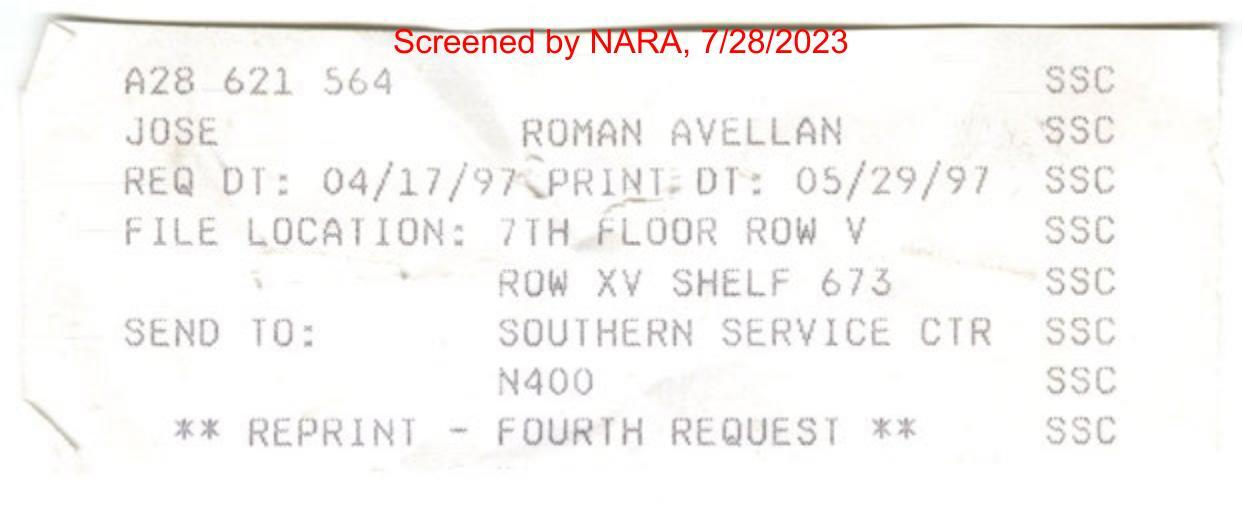 Screened by NARA, 7/28/2023
A28 621 564 SSC
JOSE ROMAN AVELLAN SSC
REQ DT: 04/17/97 PRINT DT: 05/29/97 SSC
FILE LOCATION: 7TH FLOOR ROW V SSC
ROW XV SHELF 673 SSC
SEND TO: SOUTHERN SERVICE CTR SSC
N400 SSC
** REPRINT - FOURTH REQUEST ** SSC